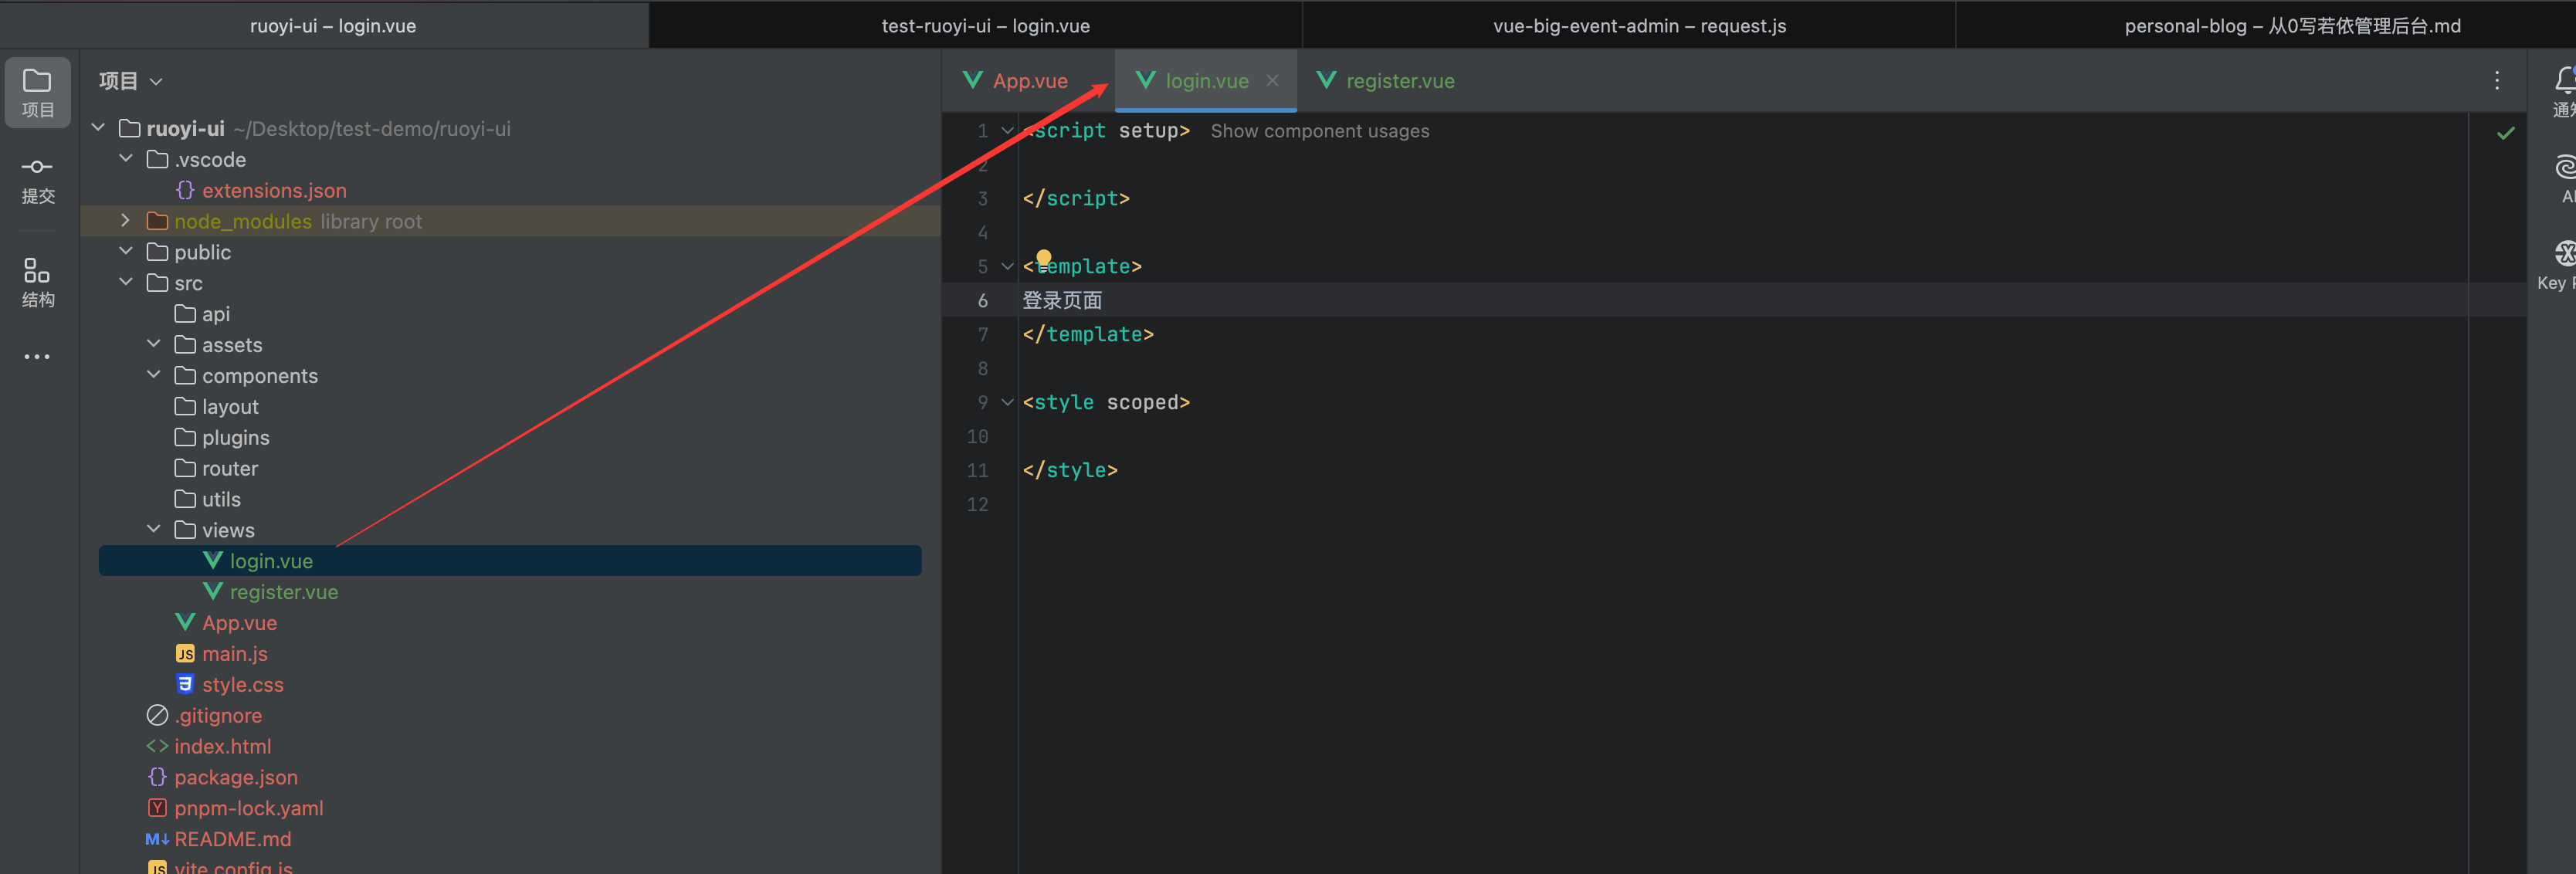 ruoyi-ui – login.vue
test-ruoyi-ui – login.vue
vue-big-event-admin – request.js
personal-blog – 从0写若依管理后台.md
项目
提交
结构
项目
ruoyi-ui ~/Desktop/test-demo/ruoyi-ui
.vscode
extensions.json
node_modules library root
public
src
api
assets
components
layout
plugins
router
utils
views
login.vue
register.vue
App.vue
main.js
style.css
.gitignore
index.html
package.json
pnpm-lock.yaml
README.md
vite.config.js
App.vue
login.vue
register.vue
1 <script setup> Show component usages
2
3 </script>
4
5 <template>
6 登录页面
7 </template>
8
9 <style scoped>
10
11 </style>
12
通知
Key